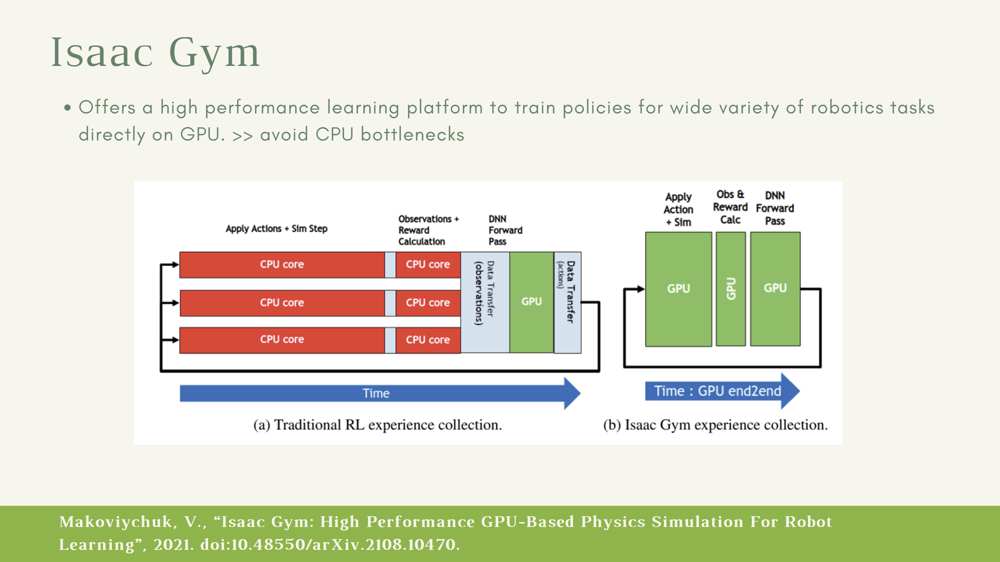 Isaac Gym
• Offers a high performance learning platform to train policies for wide variety of robotics tasks
directly on GPU. >> avoid CPU bottlenecks
Apply Actions + Sim Step
Observations +
Reward
Calculation
DNN
Forward
Pass
CPU core
CPU core
CPU core
CPU core
CPU core
CPU core
Data Transfer
(observations)
GPU
Data Transfer
(actions)
Time
(a) Traditional RL experience collection.
Apply
Action
+ Sim
Obs &
Reward
Calc
DNN
Forward
Pass
GPU
GPU
GPU
Time : GPU end2end
(b) Isaac Gym experience collection.
Makoviychuk, V., “Isaac Gym: High Performance GPU-Based Physics Simulation For Robot
Learning”, 2021. doi:10.48550/arXiv.2108.10470.